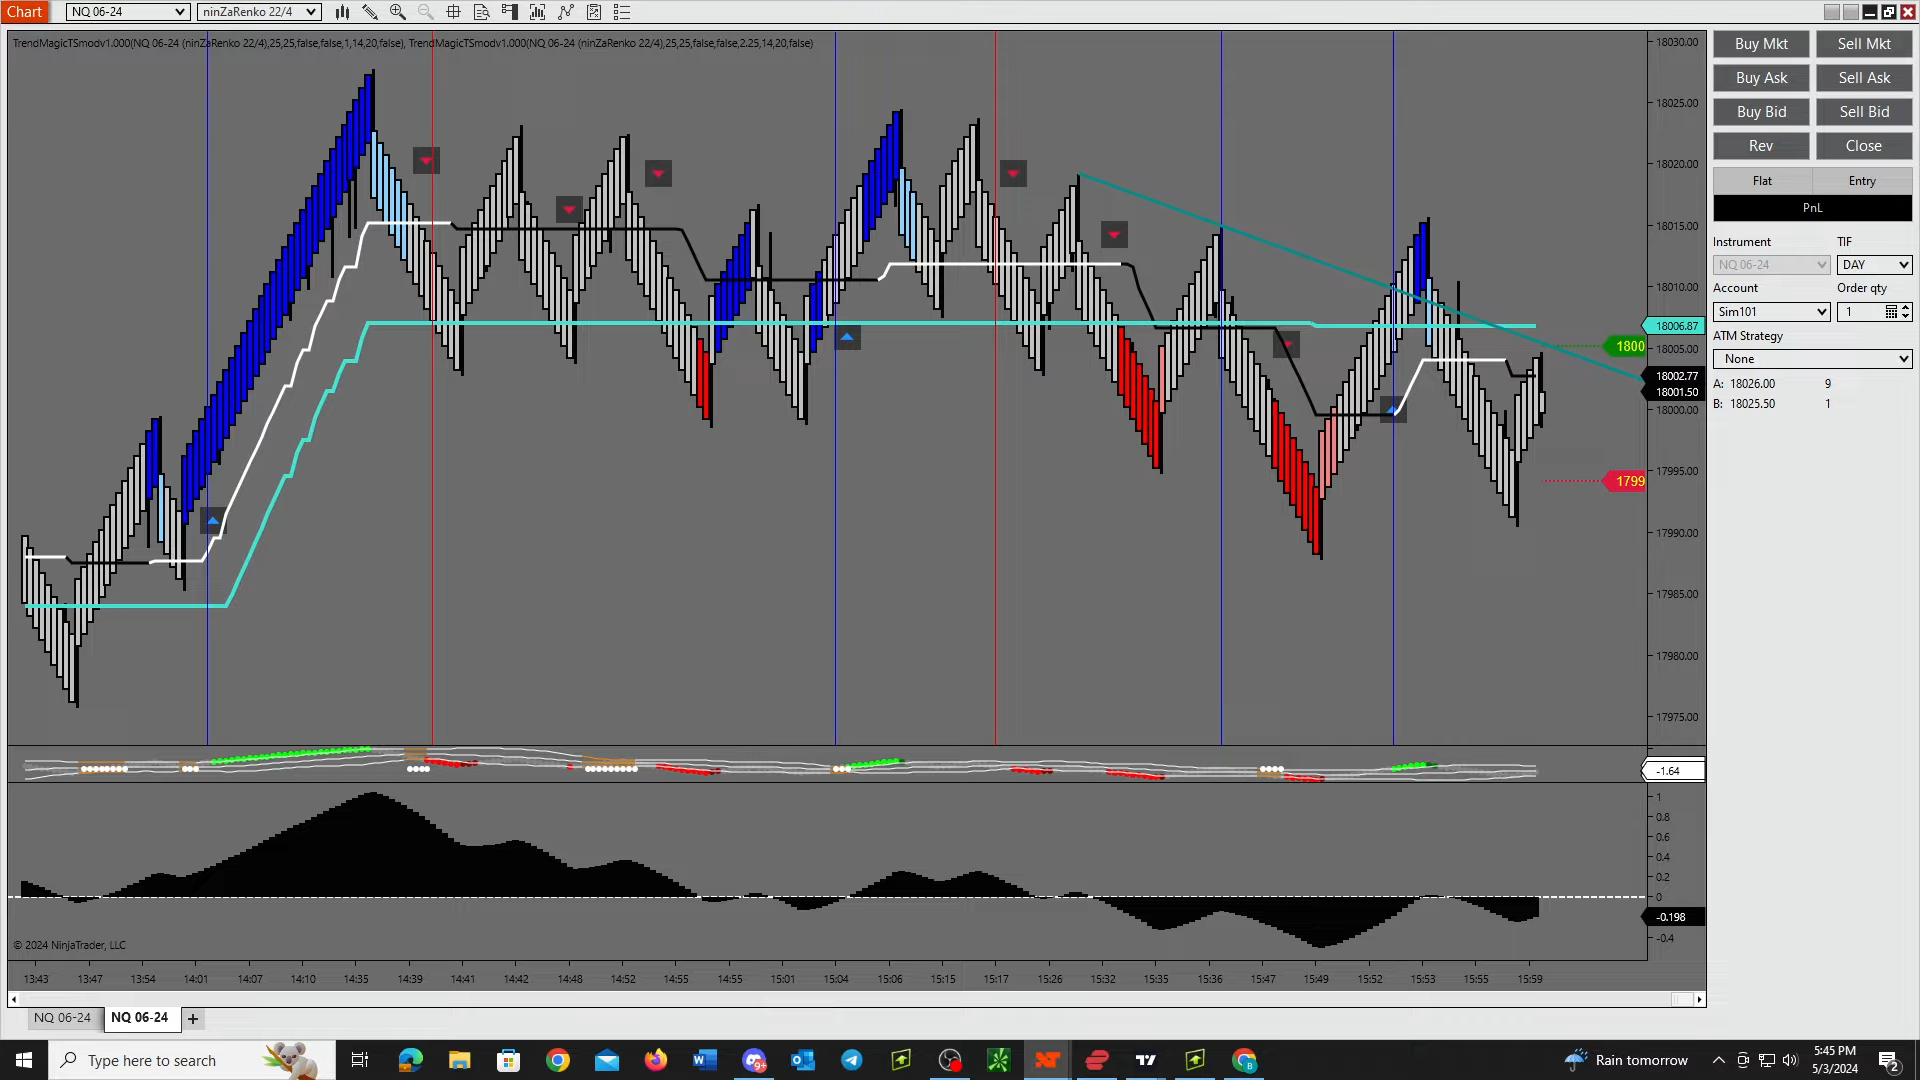 Chart NQ 06-24 ninZaRenko 22/4
TrendMagicTSmodv1.000(NQ 06-24 (ninZaRenko 22/4),25,25,false,false,1,14,20,false), TrendMagicTSmodv1.000(NQ 06-24 (ninZaRenko 22/4),25,25,false,false,2.25,14,20,false)
18030.00
18025.00
18020.00
18015.00
18010.00
18006.87
18005.00
1800
18002.77
18001.50
18000.00
17995.00
1799
17990.00
17985.00
17980.00
17975.00
-1.64
1
0.8
0.6
0.4
0.2
0
-0.198
-0.4
© 2024 NinjaTrader, LLC
13:43 13:47 13:54 14:01 14:07 14:10 14:35 14:39 14:41 14:42 14:48 14:52 14:55 14:55 15:01 15:04 15:06 15:15 15:17 15:26 15:32 15:35 15:36 15:47 15:49 15:52 15:53 15:55 15:59
NQ 06-24 NQ 06-24 +
Buy Mkt Sell Mkt
Buy Ask Sell Ask
Buy Bid Sell Bid
Rev Close
Flat Entry
PnL
Instrument TIF
NQ 06-24 DAY
Account Order qty
Sim101 1
ATM Strategy
None
A: 18026.00 9
B: 18025.50 1
Type here to search
9+
Rain tomorrow
5:45 PM
5/3/2024
2